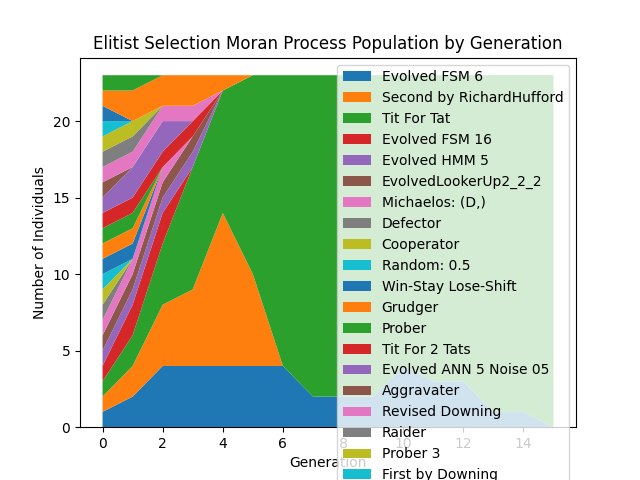 Elitist Selection Moran Process Population by Generation
Number of Individuals
20
15
10
5
0
0 2 4 6 8 10 12 14
Generation
Evolved FSM 6
Second by RichardHufford
Tit For Tat
Evolved FSM 16
Evolved HMM 5
EvolvedLookerUp2_2_2
Michaelos: (D,)
Defector
Cooperator
Random: 0.5
Win-Stay Lose-Shift
Grudger
Prober
Tit For 2 Tats
Evolved ANN 5 Noise 05
Aggravater
Revised Downing
Raider
Prober 3
First by Downing